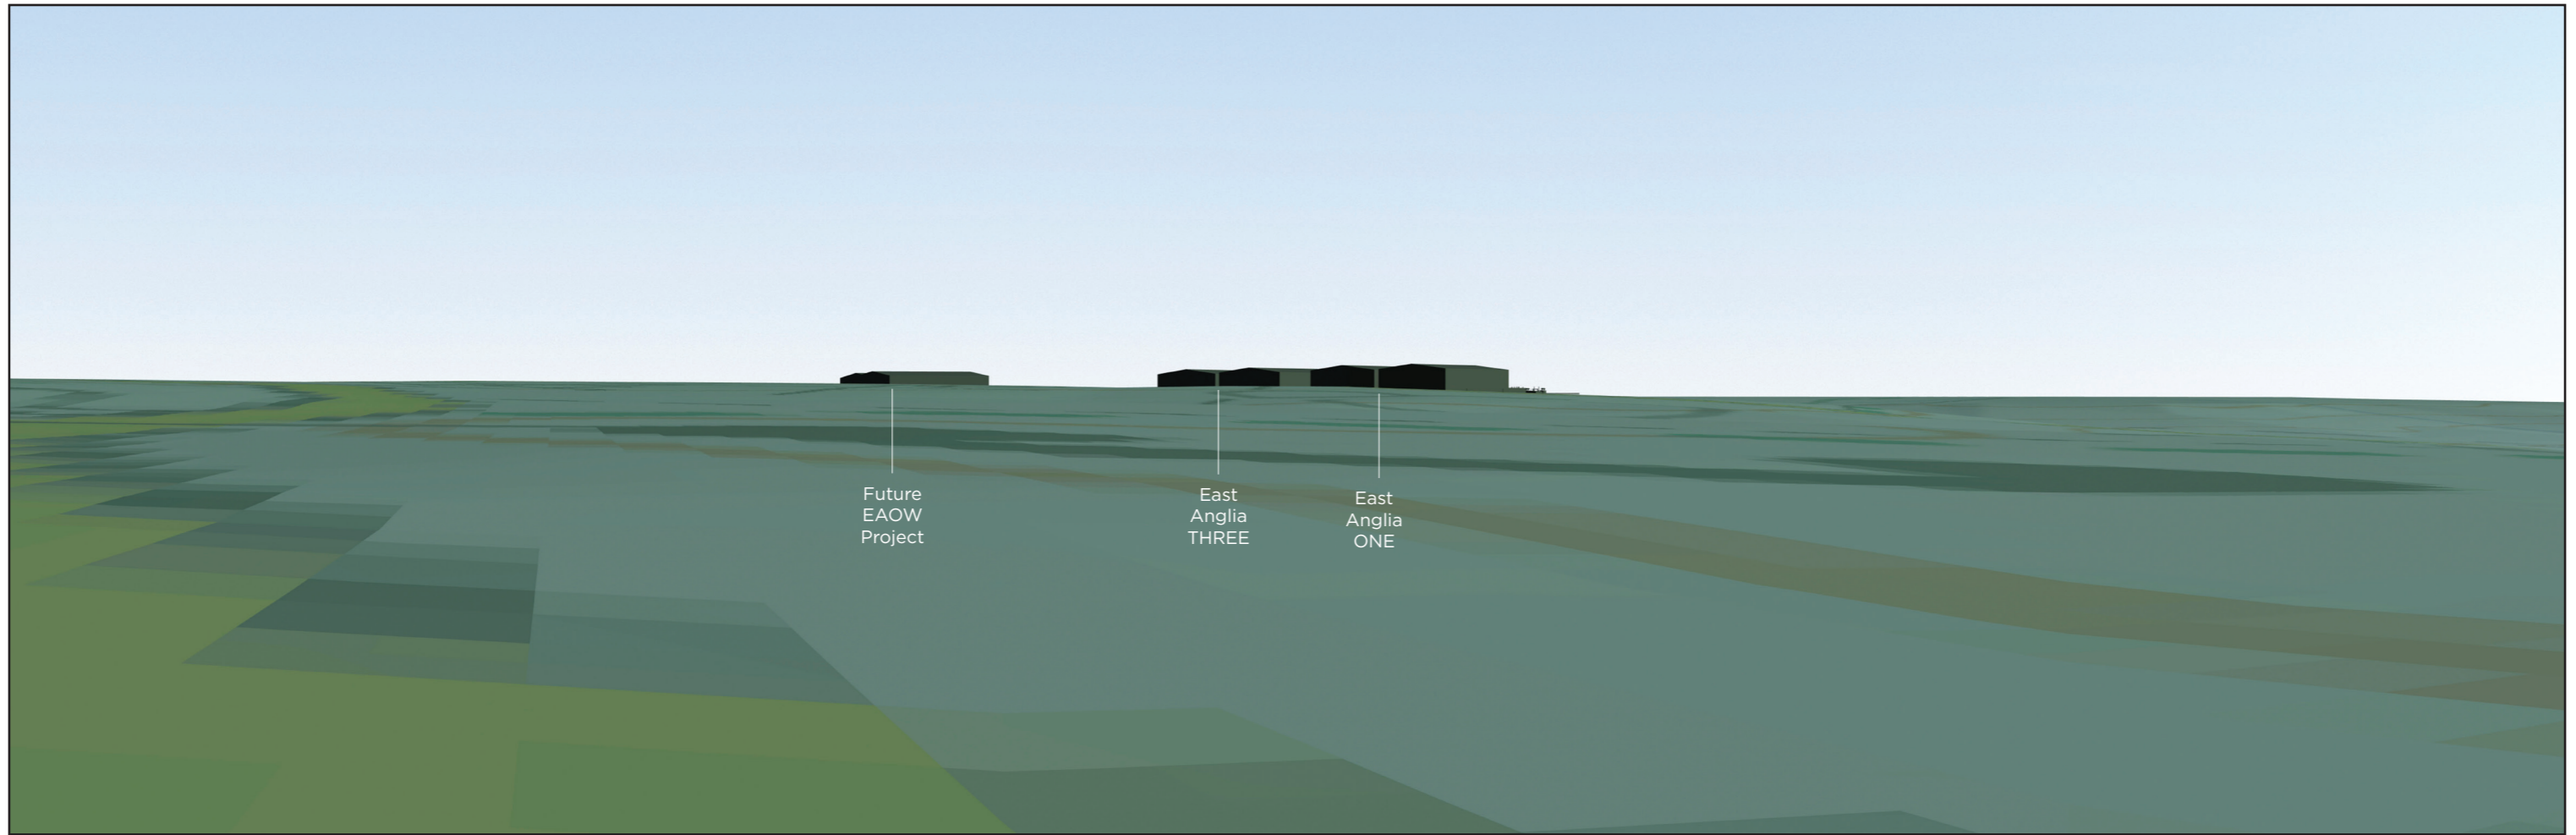 Future
EAOW
Project
East
Anglia
THREE
East
Anglia
ONE